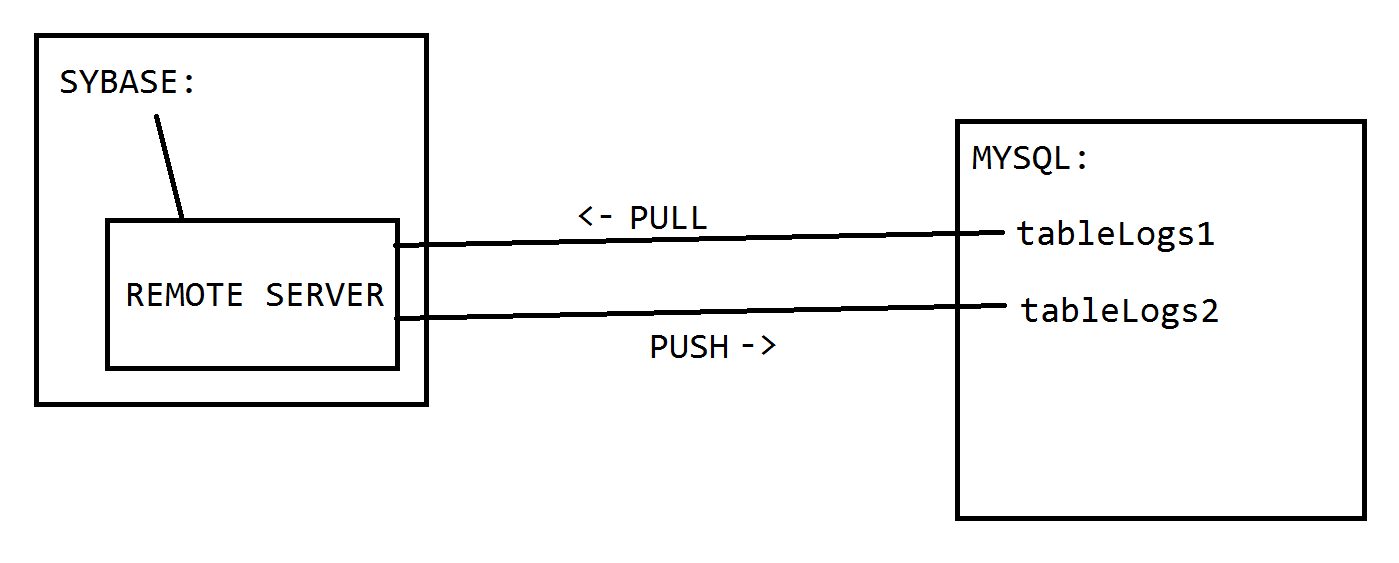 SYBASE:
REMOTE SERVER
<- PULL
PUSH ->
MYSQL:
tableLogs1
tableLogs2